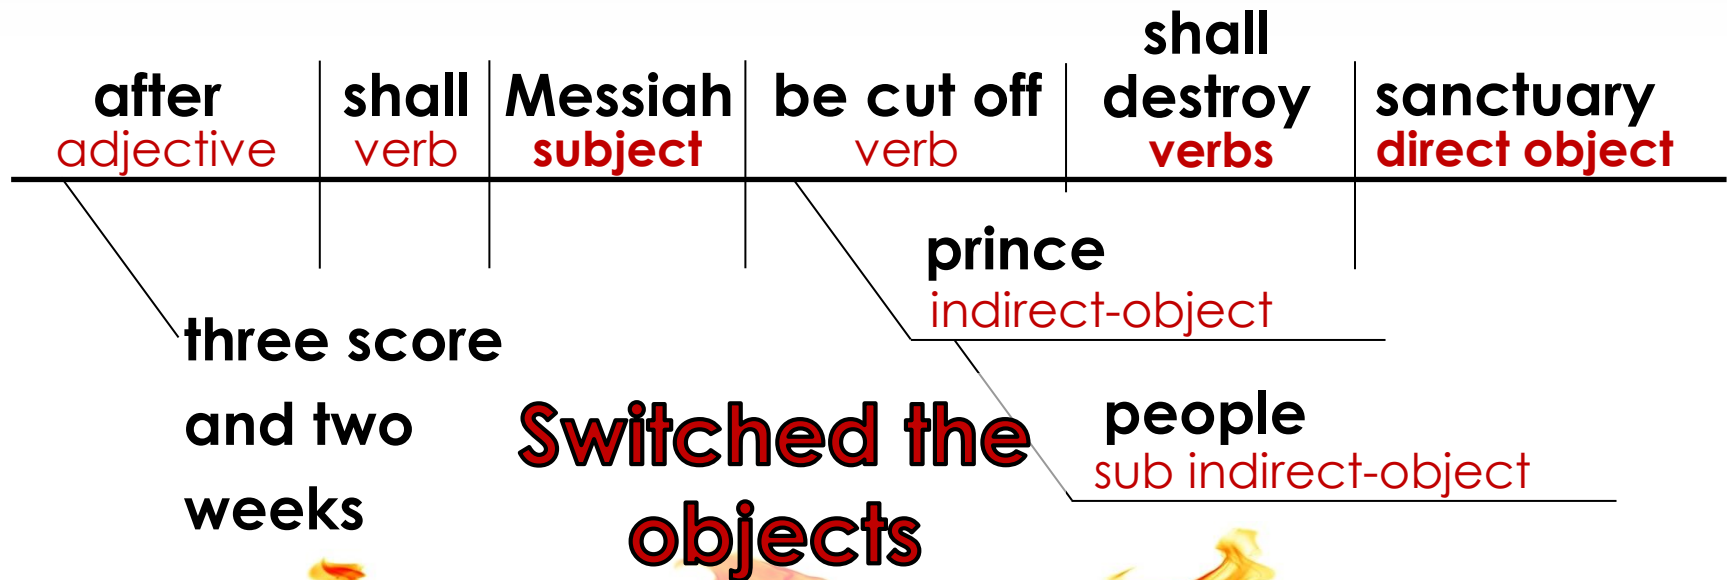 after
adjective
shall
verb
Messiah
subject
be cut off
verb
shall
destroy
verbs
sanctuary
direct object
three score
and two
weeks
prince
indirect-object
people
sub indirect-object
Switched the
objects